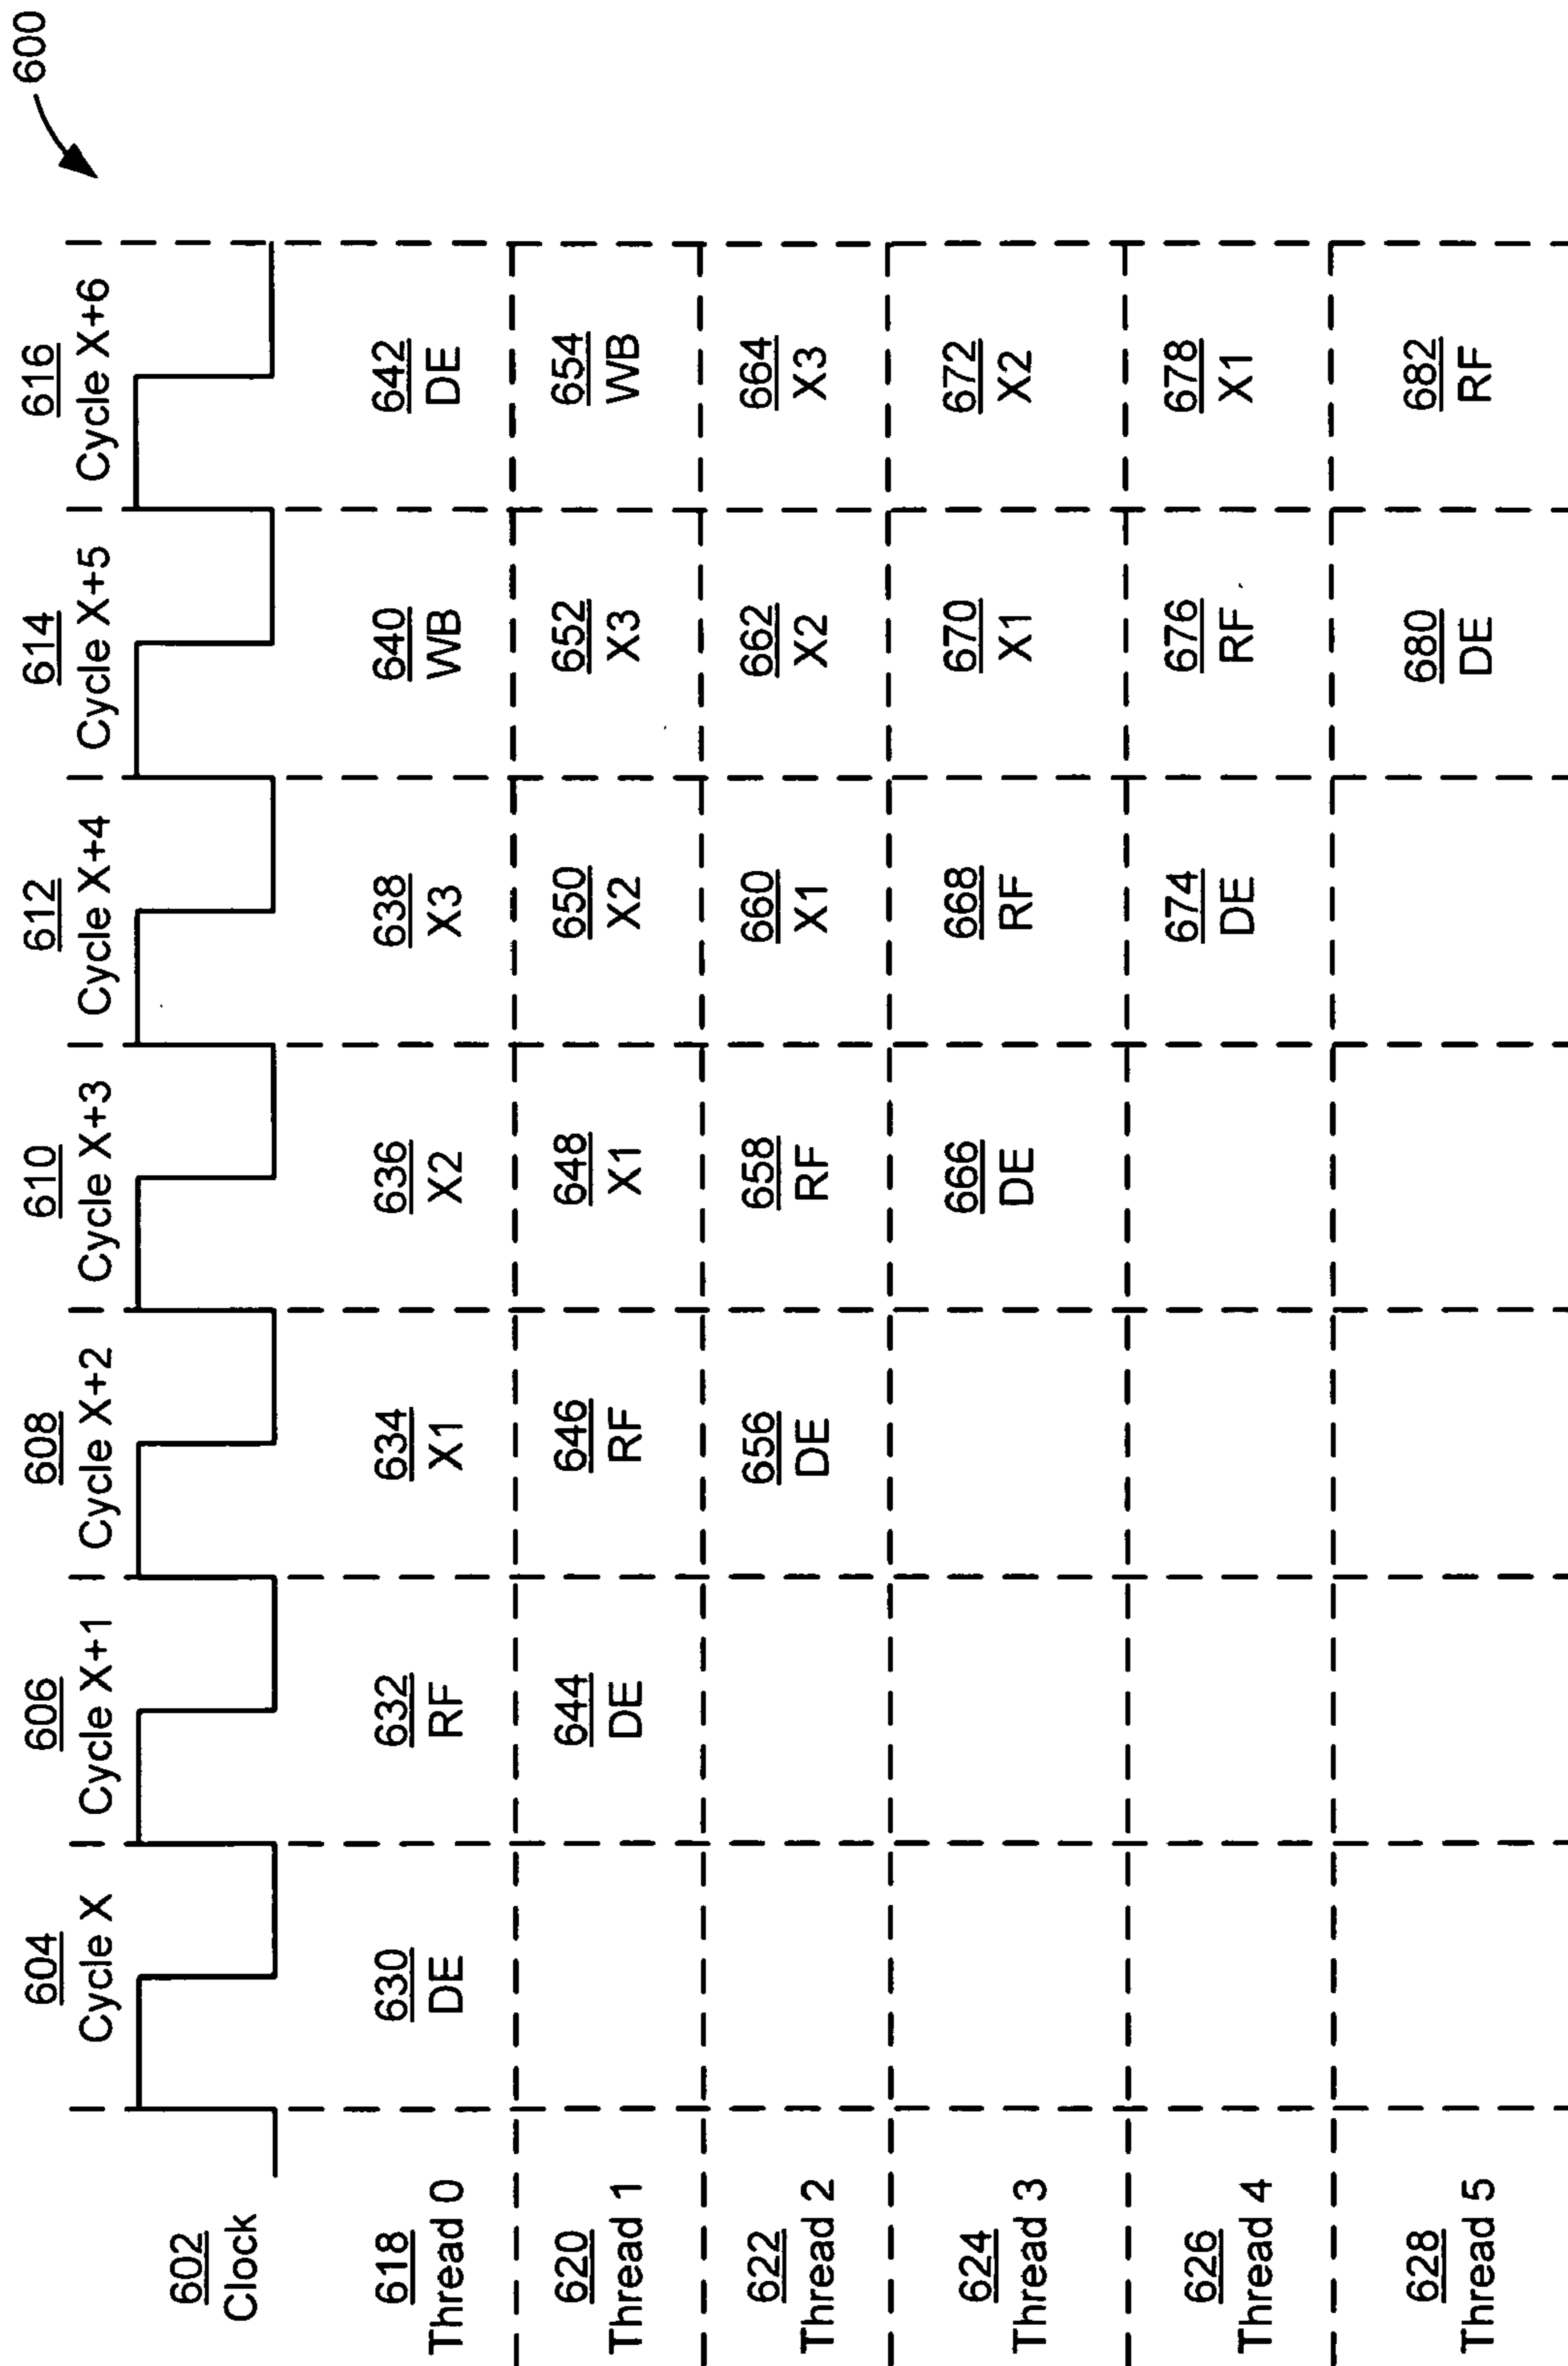 600
604
Cycle X
606
Cycle X+1
608
Cycle X+2
610
Cycle X+3
612
Cycle X+4
614
Cycle X+5
616
Cycle X+6
602
Clock
618
Thread 0
630
DE
632
RF
634
X1
636
X2
638
X3
640
WB
642
DE
620
Thread 1
644
DE
646
RF
648
X1
650
X2
652
X3
654
WB
622
Thread 2
656
DE
658
RF
660
X1
662
X2
664
X3
624
Thread 3
666
DE
668
RF
670
X1
672
X2
626
Thread 4
674
DE
676
RF
678
X1
628
Thread 5
680
DE
682
RF